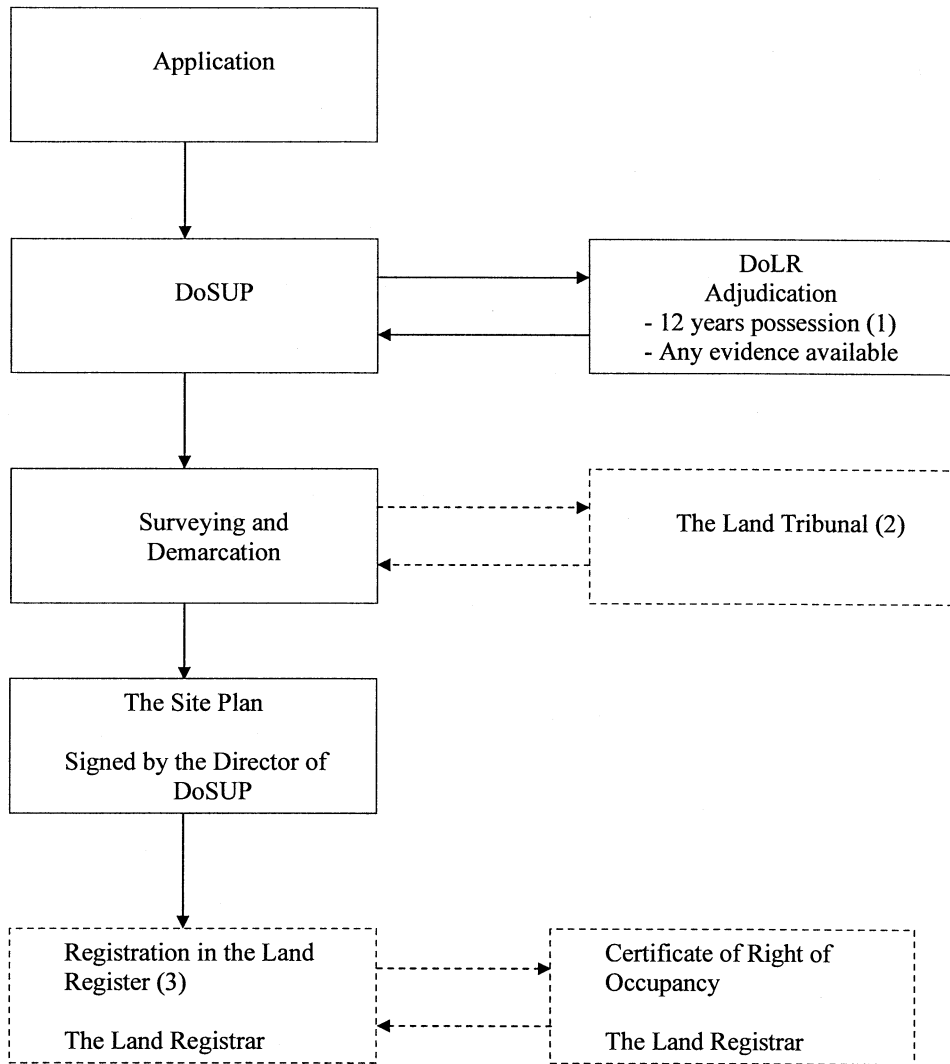 Application
DoSUP
DoLR
Adjudication
- 12 years possession (1)
- Any evidence available
Surveying and
Demarcation
The Land Tribunal (2)
The Site Plan
Signed by the Director of
DoSUP
Registration in the Land
Register (3)
The Land Registrar
Certificate of Right of
Occupancy
The Land Registrar